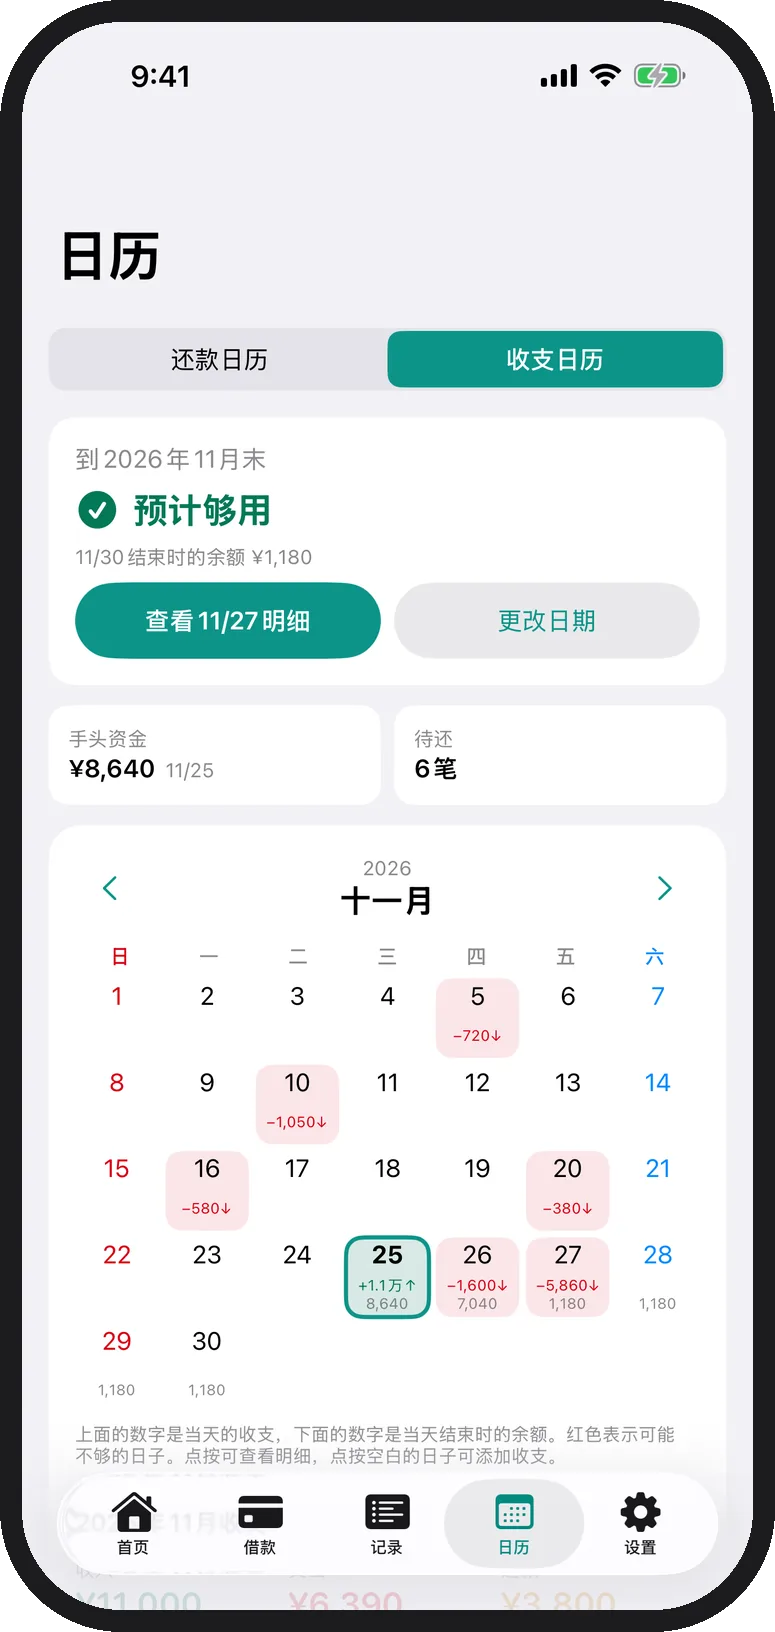 9:41
日历
还款日历 收支日历
到2026年11月末
预计够用
11/30结束时的余额 ¥1,180
查看11/27明细 更改日期
手头资金 待还
¥8,640 11/25 6笔
2026
十一月
日 一 二 三 四 五 六
1 2 3 4 5 6 7
−720↓
8 9 10 11 12 13 14
−1,050↓
15 16 17 18 19 20 21
−580↓ −380↓
22 23 24 25 26 27 28
+1.1万↑ −1,600↓ −5,860↓
8,640 7,040 1,180 1,180
29 30
1,180 1,180
上面的数字是当天的收支，下面的数字是当天结束时的余额。红色表示可能
不够的日子。点按可查看明细，点按空白的日子可添加收支。
首页 借款 记录 日历 设置
¥11,000 ¥6,390 ¥3,800